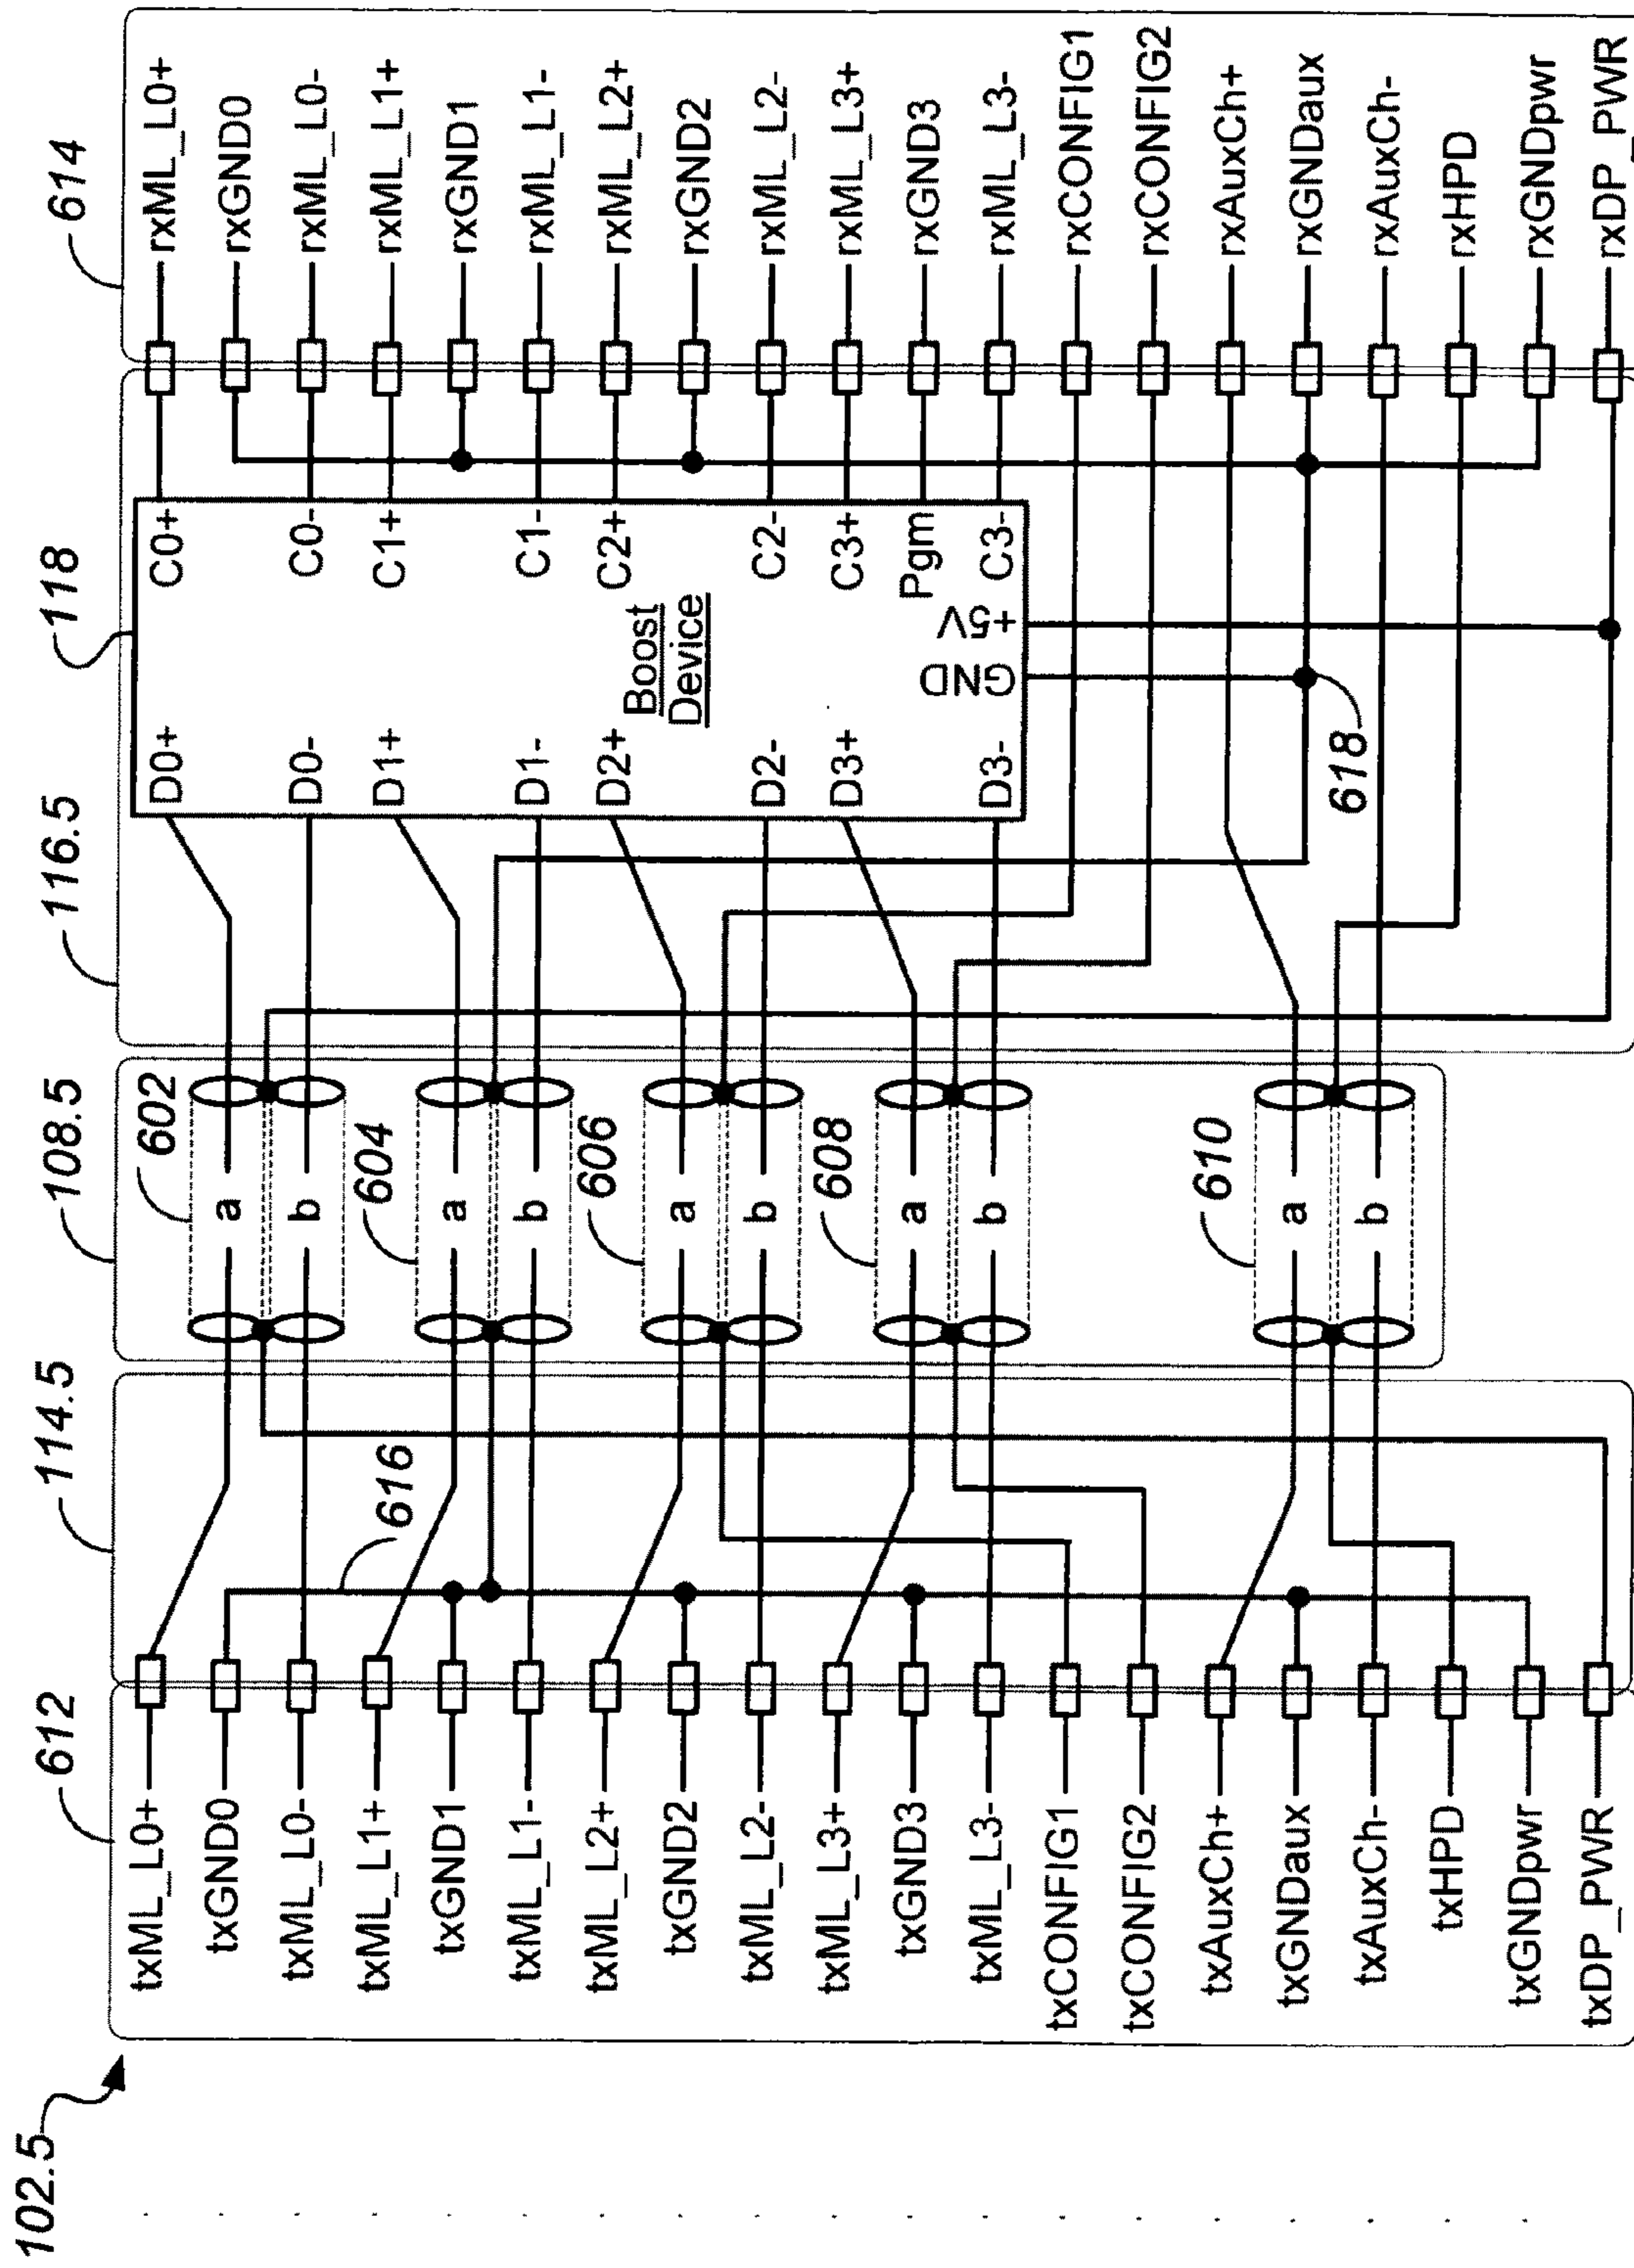 102.5
612
114.5
108.5
116.5
118
614
txML_L0+
txGND0
txML_L0-
txML_L1+
txGND1
txML_L1-
txML_L2+
txGND2
txML_L2-
txML_L3+
txGND3
txML_L3-
txCONFIG1
txCONFIG2
txAuxCh+
txGNDaux
txAuxCh-
txHPD
txGNDpwr
txDP_PWR
616
602
a
b
604
a
b
606
a
b
608
a
b
610
a
b
D0+
D0-
D1+
D1-
D2+
D2-
D3+
D3-
Boost
Device
GND
+5V
C0+
C0-
C1+
C1-
C2+
C2-
C3+
Pgm
C3-
618
rxML_L0+
rxGND0
rxML_L0-
rxML_L1+
rxGND1
rxML_L1-
rxML_L2+
rxGND2
rxML_L2-
rxML_L3+
rxGND3
rxML_L3-
rxCONFIG1
rxCONFIG2
rxAuxCh+
rxGNDaux
rxAuxCh-
rxHPD
rxGNDpwr
rxDP_PWR